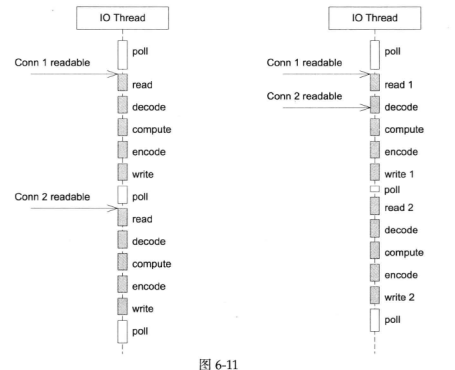 IO Thread
poll
Conn 1 readable
read
decode
compute
encode
write
poll
Conn 2 readable
read
decode
compute
encode
write
poll
IO Thread
poll
Conn 1 readable
read 1
Conn 2 readable
decode
compute
encode
write 1
poll
read 2
decode
compute
encode
write 2
poll
图 6-11